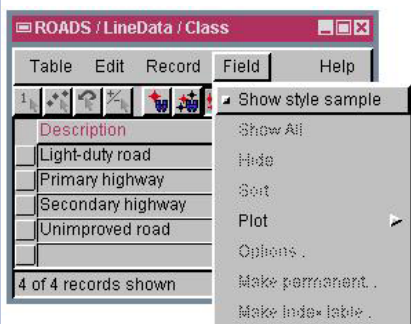 ROADS / LineData / Class
Table Edit Record Field Help
Show style sample
Description
Show All
Light-duty road
Hide
Primary highway
Sort
Secondary highway
Plot
Unimproved road
Options .
4 of 4 records shown
Make permanent. .
Make index table .